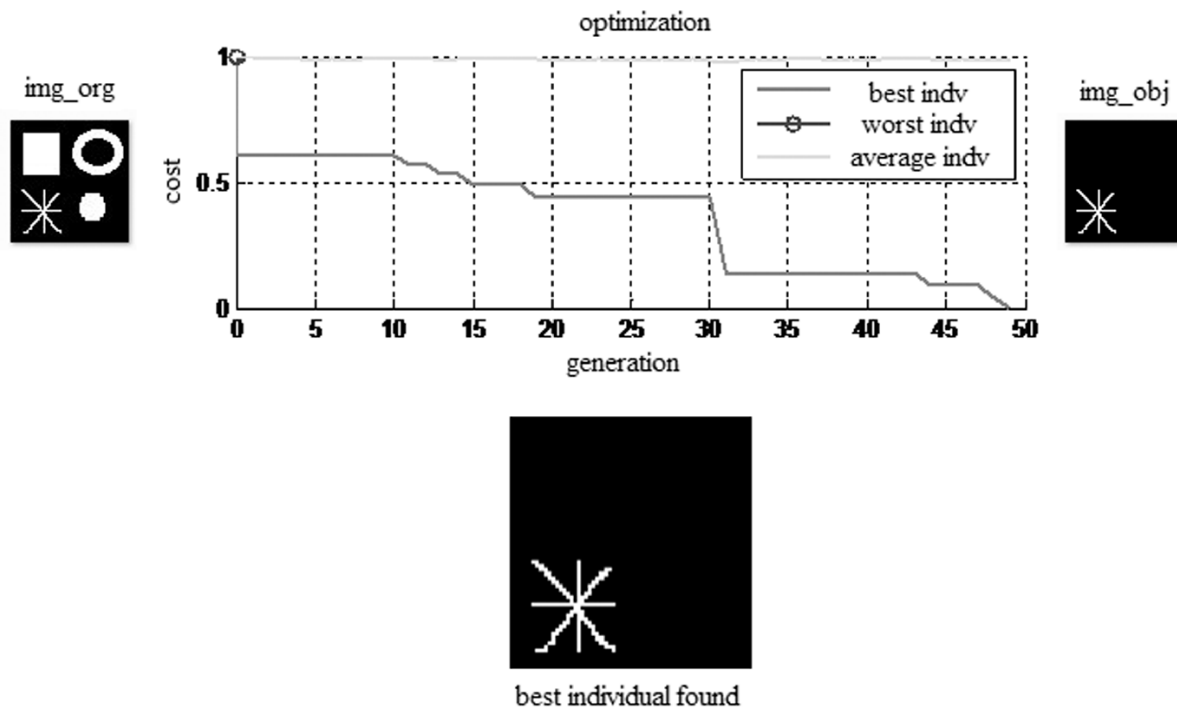 optimization
img_org
img_obj
cost
1
0.5
0
best indv
worst indv
average indv
0 5 10 15 20 25 30 35 40 45 50
generation
best individual found